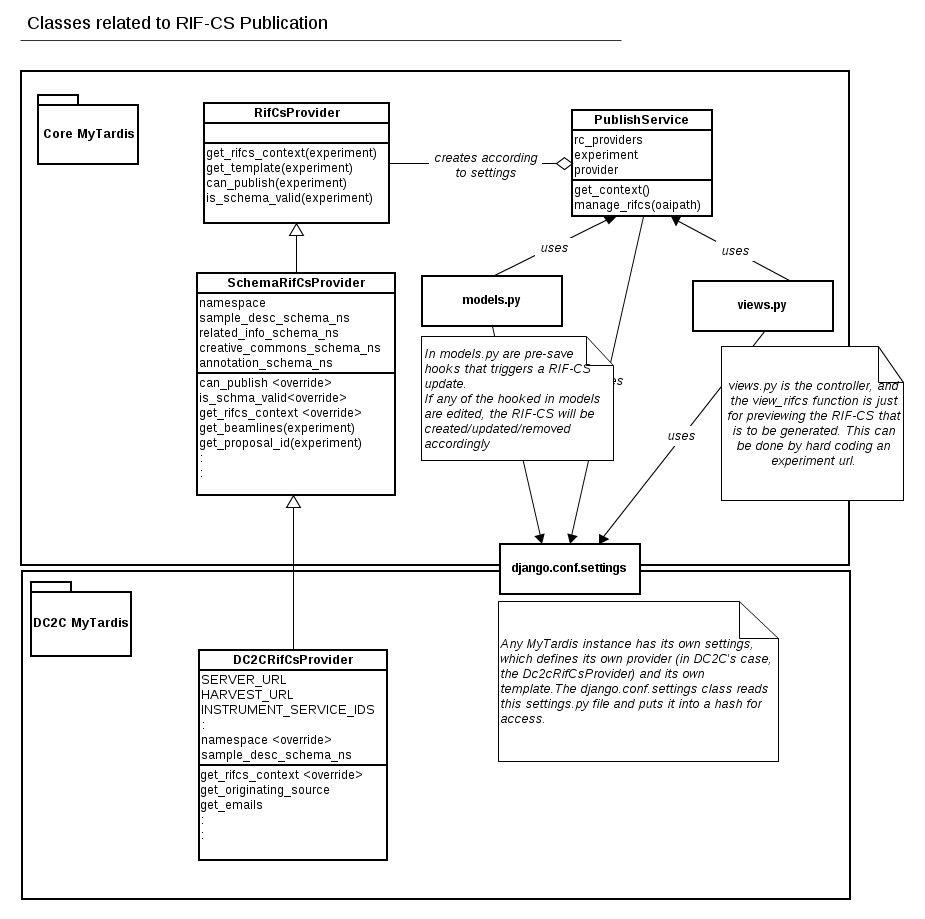 Classes related to RIF-CS Publication
Core MyTardis
RifCsProvider
get_rifcs_context(experiment)
get_template(experiment)
can_publish(experiment)
is_schema_valid(experiment)
creates according
to settings
PublishService
rc_providers
experiment
provider
get_context()
manage_rifcs(oaipath)
uses
uses
SchemaRifCsProvider
namespace
sample_desc_schema_ns
related_info_schema_ns
creative_commons_schema_ns
annotation_schema_ns
can_publish <override>
is_schma_valid<override>
get_rifcs_context <override>
get_beamlines(experiment)
get_proposal_id(experiment)
:
:
models.py
views.py
In models.py are pre-save
hooks that triggers a RIF-CS
update.
If any of the hooked in models
are edited, the RIF-CS will be
created/updated/removed
accordingly
es
views.py is the controller, and
the view_rifcs function is just
for previewing the RIF-CS that
is to be generated. This can
be done by hard coding an
experiment url.
uses
django.conf.settings
DC2C MyTardis
DC2CRifCsProvider
SERVER_URL
HARVEST_URL
INSTRUMENT_SERVICE_IDS
:
namespace <override>
sample_desc_schema_ns
get_rifcs_context <override>
get_originating_source
get_emails
:
:
Any MyTardis instance has its own settings,
which defines its own provider (in DC2C's case,
the Dc2cRifCsProvider) and its own
template.The django.conf.settings class reads
this settings.py file and puts it into a hash for
access.